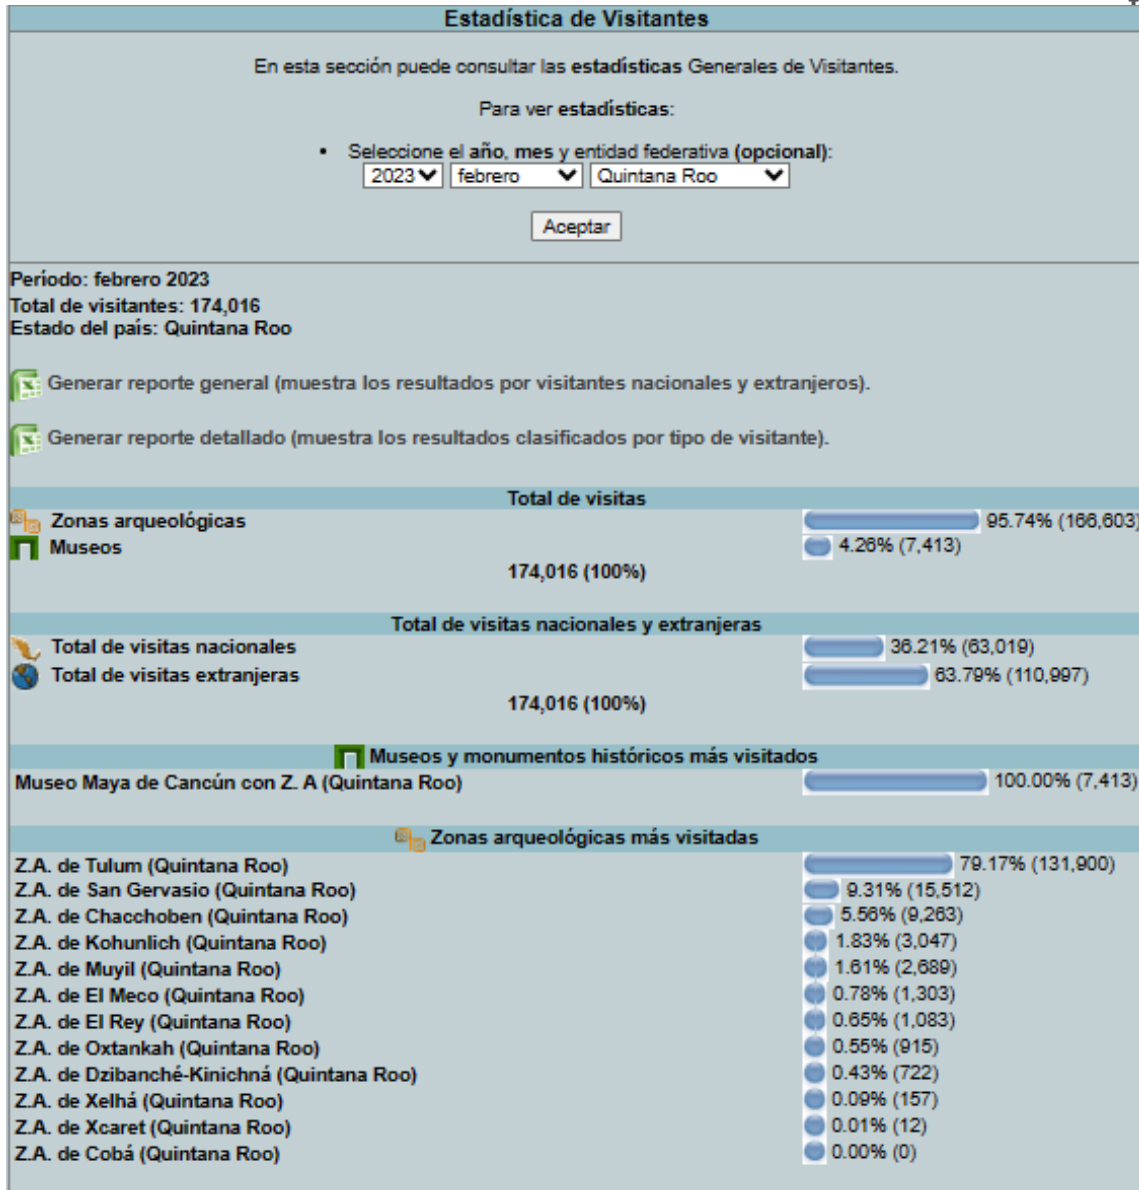 Estadística de Visitantes
En esta sección puede consultar las estadísticas Generales de Visitantes.
Para ver estadísticas:
• Seleccione el año, mes y entidad federativa (opcional):
2023 febrero Quintana Roo
Aceptar
Período: febrero 2023
Total de visitantes: 174,016
Estado del país: Quintana Roo
Generar reporte general (muestra los resultados por visitantes nacionales y extranjeros).
Generar reporte detallado (muestra los resultados clasificados por tipo de visitante).
Total de visitas
Zonas arqueológicas 95.74% (166,603)
Museos 4.26% (7,413)
174,016 (100%)
Total de visitas nacionales y extranjeras
Total de visitas nacionales 36.21% (63,019)
Total de visitas extranjeras 63.79% (110,997)
174,016 (100%)
Museos y monumentos históricos más visitados
Museo Maya de Cancún con Z. A (Quintana Roo) 100.00% (7,413)
Zonas arqueológicas más visitadas
Z.A. de Tulum (Quintana Roo) 79.17% (131,900)
Z.A. de San Gervasio (Quintana Roo) 9.31% (15,512)
Z.A. de Chacchoben (Quintana Roo) 5.56% (9,263)
Z.A. de Kohunlich (Quintana Roo) 1.83% (3,047)
Z.A. de Muyil (Quintana Roo) 1.61% (2,689)
Z.A. de El Meco (Quintana Roo) 0.78% (1,303)
Z.A. de El Rey (Quintana Roo) 0.65% (1,083)
Z.A. de Oxtankah (Quintana Roo) 0.55% (915)
Z.A. de Dzibanché-Kinichná (Quintana Roo) 0.43% (722)
Z.A. de Xelhá (Quintana Roo) 0.09% (157)
Z.A. de Xcaret (Quintana Roo) 0.01% (12)
Z.A. de Cobá (Quintana Roo) 0.00% (0)